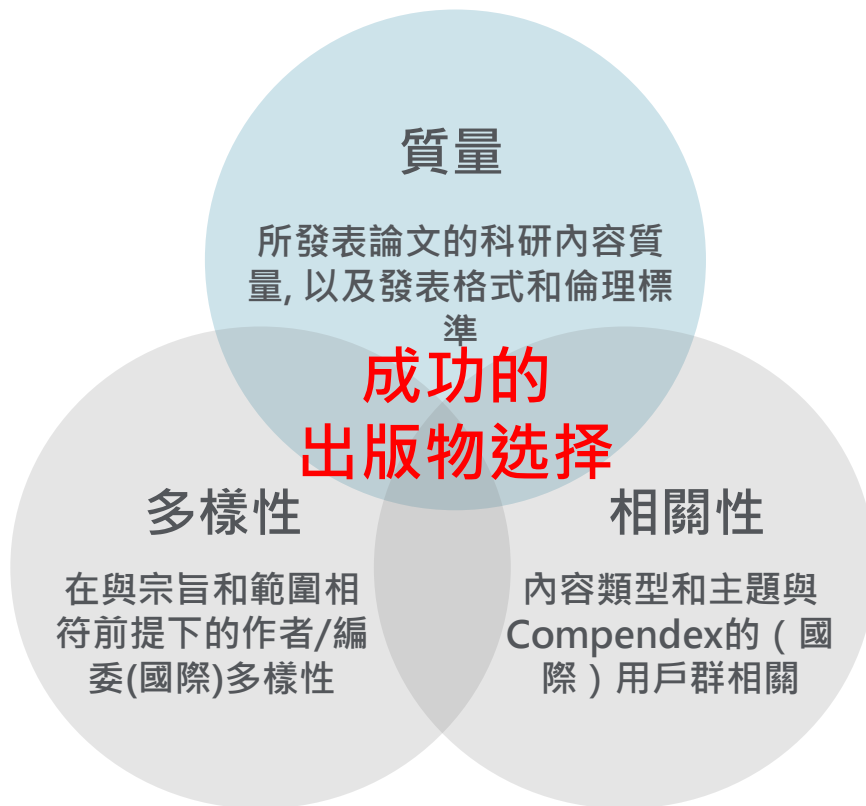 質量
所發表論文的科研內容質
量, 以及發表格式和倫理標
準
成功的
出版物选择
多樣性
在與宗旨和範圍相
符前提下的作者/編
委(國際)多樣性
相關性
內容類型和主題與
Compendex的（國
際）用戶群相關